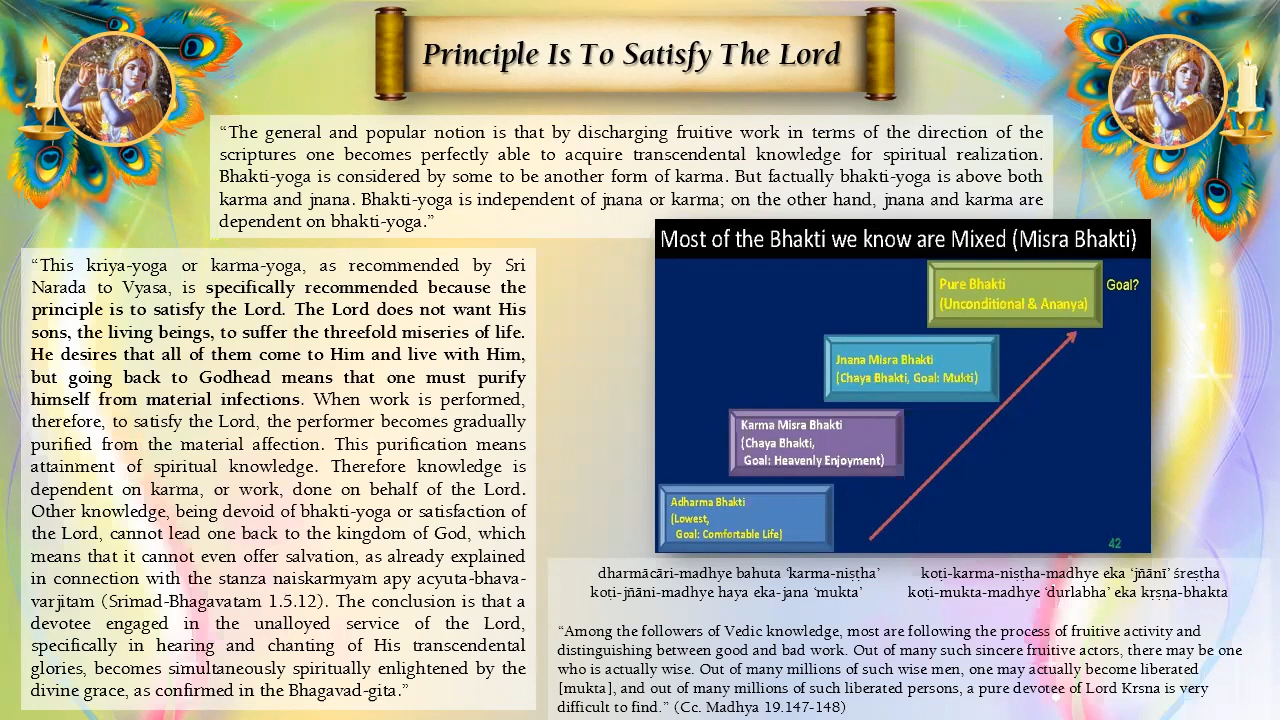 Principle Is To Satisfy The Lord
“The general and popular notion is that by discharging fruitive work in terms of the direction of the
scriptures one becomes perfectly able to acquire transcendental knowledge for spiritual realization.
Bhakti-yoga is considered by some to be another form of karma. But factually bhakti-yoga is above both
karma and jnana. Bhakti-yoga is independent of jnana or karma; on the other hand, jnana and karma are
dependent on bhakti-yoga.”
“This kriya-yoga or karma-yoga, as recommended by Sri
Narada to Vyasa, is specifically recommended because the
principle is to satisfy the Lord. The Lord does not want His
sons, the living beings, to suffer the threefold miseries of life.
He desires that all of them come to Him and live with Him,
but going back to Godhead means that one must purify
himself from material infections. When work is performed,
therefore, to satisfy the Lord, the performer becomes gradually
purified from the material affection. This purification means
attainment of spiritual knowledge. Therefore knowledge is
dependent on karma, or work, done on behalf of the Lord.
Other knowledge, being devoid of bhakti-yoga or satisfaction of
the Lord, cannot lead one back to the kingdom of God, which
means that it cannot even offer salvation, as already explained
in connection with the stanza naiskarmyam apy acyuta-bhava-
varjitam (Srimad-Bhagavatam 1.5.12). The conclusion is that a
devotee engaged in the unalloyed service of the Lord,
specifically in hearing and chanting of His transcendental
glories, becomes simultaneously spiritually enlightened by the
divine grace, as confirmed in the Bhagavad-gita.”
Most of the Bhakti we know are Mixed (Misra Bhakti)
Pure Bhakti
(Unconditional & Ananya)
Goal?
Jnana Misra Bhakti
(Chaya Bhakti, Goal: Mukti)
Karma Misra Bhakti
(Chaya Bhakti,
Goal: Heavenly Enjoyment)
Adharma Bhakti
(Lowest,
Goal: Comfortable Life)
42
dharmācāri-madhye bahuta ‘karma-niṣṭha’ koṭi-karma-niṣṭha-madhye eka ‘jñānī’ śreṣṭha
koṭi-jñāni-madhye haya eka-jana ‘mukta’ koṭi-mukta-madhye ‘durlabha’ eka kṛṣṇa-bhakta
“Among the followers of Vedic knowledge, most are following the process of fruitive activity and
distinguishing between good and bad work. Out of many such sincere fruitive actors, there may be one
who is actually wise. Out of many millions of such wise men, one may actually become liberated
[mukta], and out of many millions of such liberated persons, a pure devotee of Lord Krsna is very
difficult to find.” (Cc. Madhya 19.147-148)